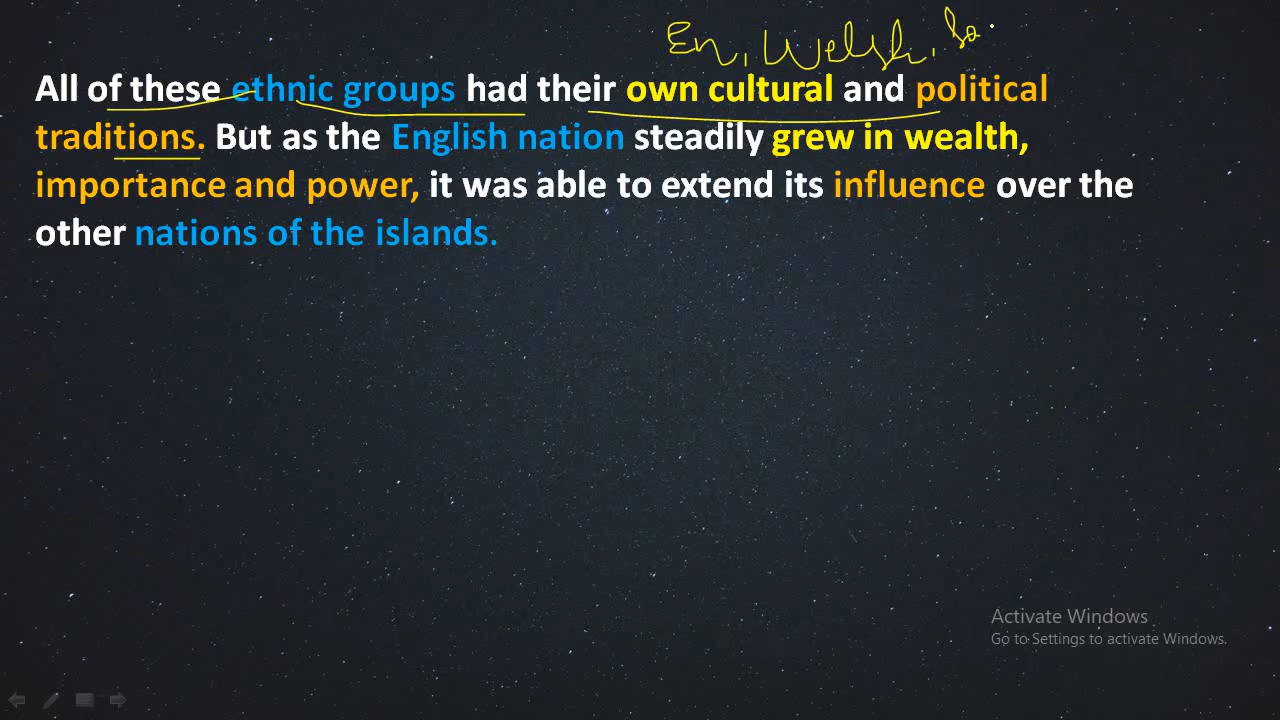 En, Welsh,
All of these ethnic groups had their own cultural and political
traditions. But as the English nation steadily grew in wealth,
importance and power, it was able to extend its influence over the
other nations of the islands.
Activate Windows
Go to Settings to activate Windows.